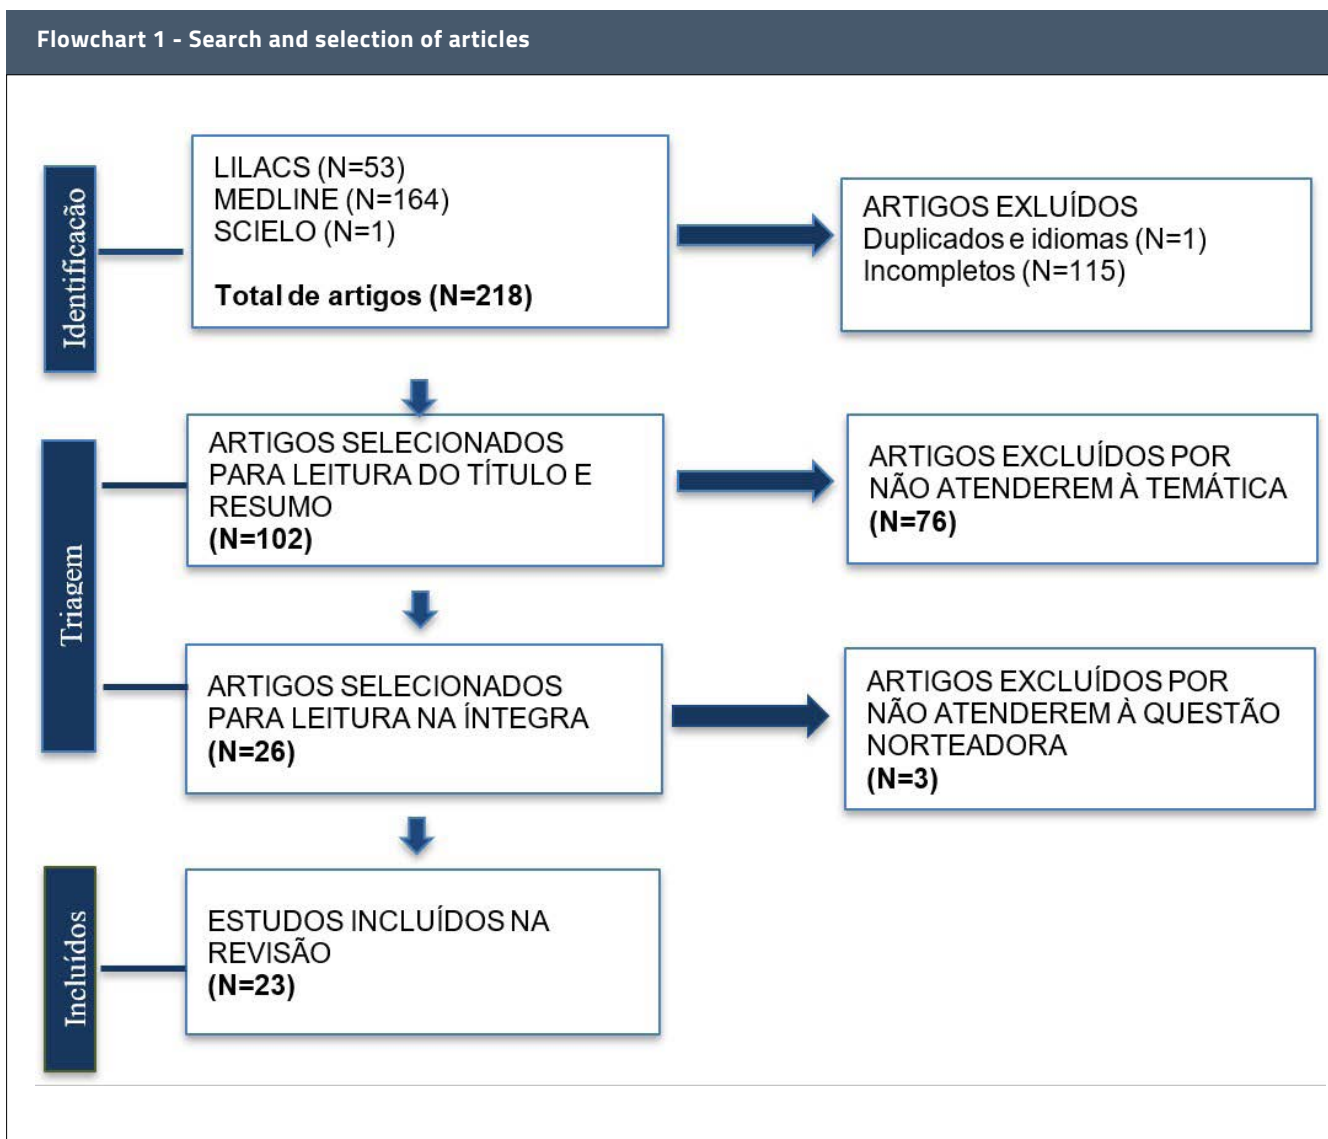 Flowchart 1 - Search and selection of articles
Identificação
LILACS (N=53)
MEDLINE (N=164)
SCIELO (N=1)
Total de artigos (N=218)
ARTIGOS EXLUÍDOS
Duplicados e idiomas (N=1)
Incompletos (N=115)
Triagem
ARTIGOS SELECIONADOS
PARA LEITURA DO TÍTULO E
RESUMO
(N=102)
ARTIGOS EXCLUÍDOS POR
NÃO ATENDEREM À TEMÁTICA
(N=76)
ARTIGOS SELECIONADOS
PARA LEITURA NA ÍNTEGRA
(N=26)
ARTIGOS EXCLUÍDOS POR
NÃO ATENDEREM À QUESTÃO
NORTEADORA
(N=3)
Incluídos
ESTUDOS INCLUÍDOS NA
REVISÃO
(N=23)